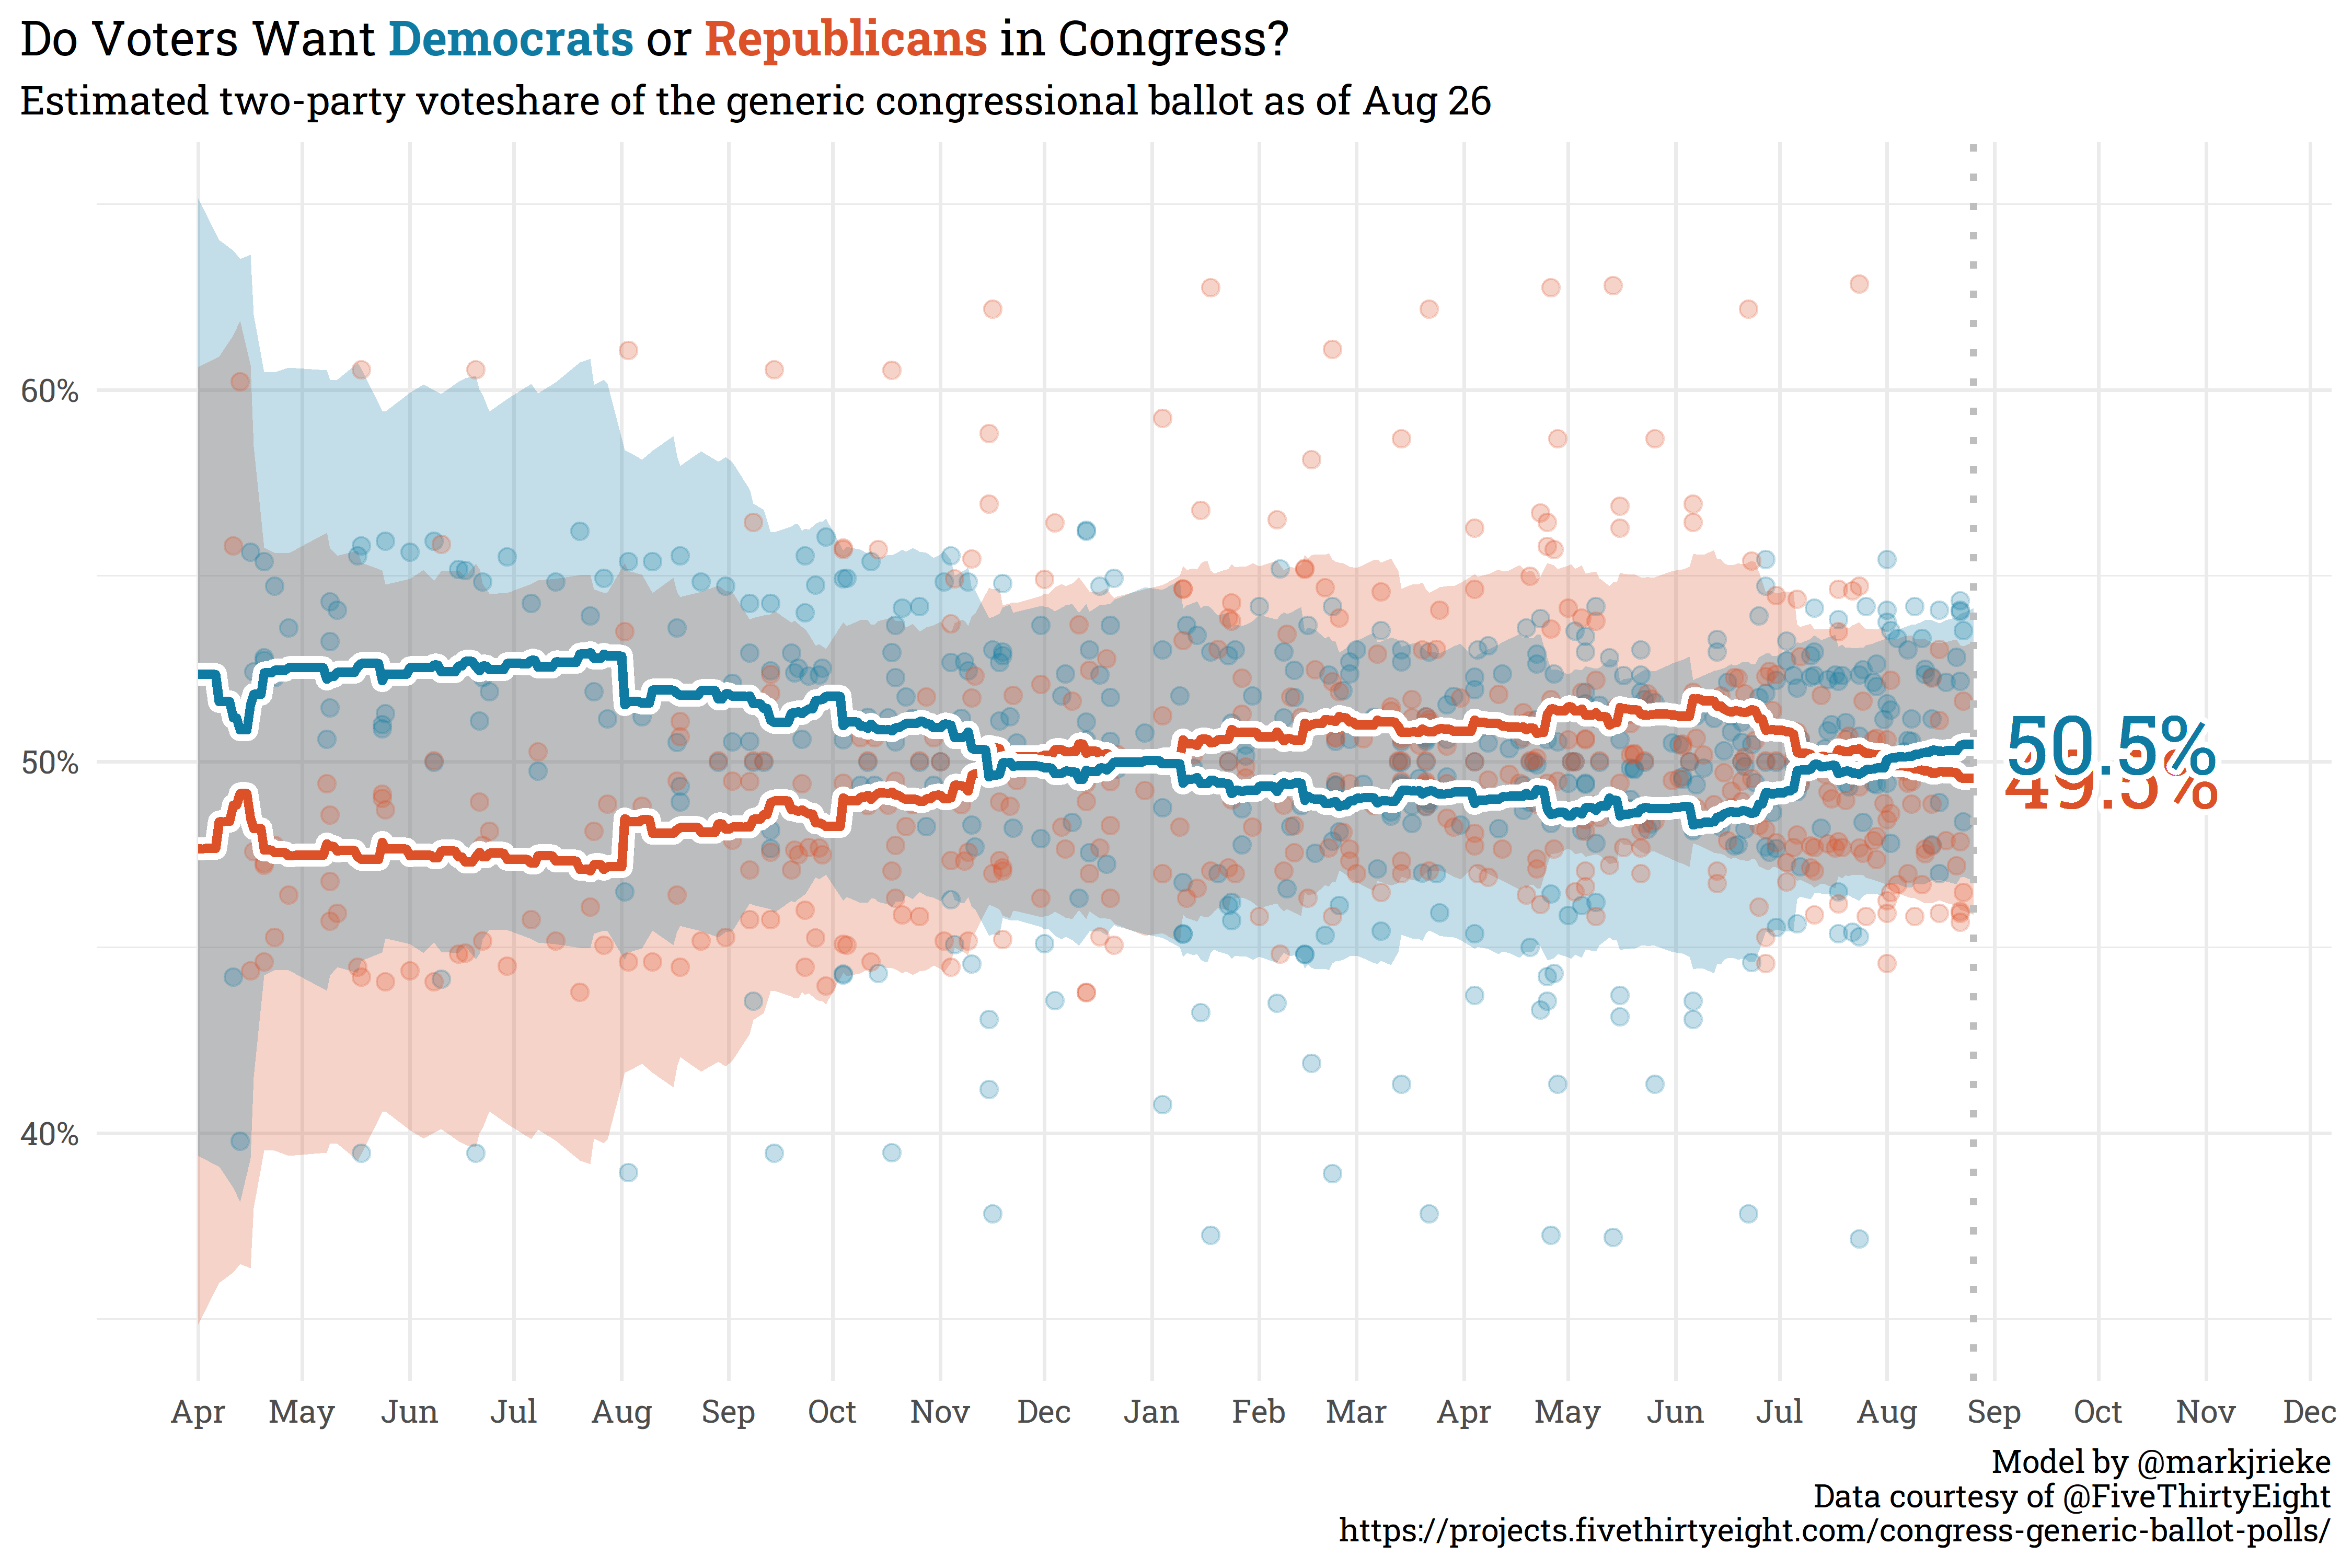 Do Voters Want Democrats or Republicans in Congress?
Estimated two-party voteshare of the generic congressional ballot as of Aug 26
60%
50%
40%
50.5%
49.5%
Apr May Jun Jul Aug Sep Oct Nov Dec Jan Feb Mar Apr May Jun Jul Aug Sep Oct Nov Dec
Model by @markjrieke
Data courtesy of @FiveThirtyEight
https://projects.fivethirtyeight.com/congress-generic-ballot-polls/